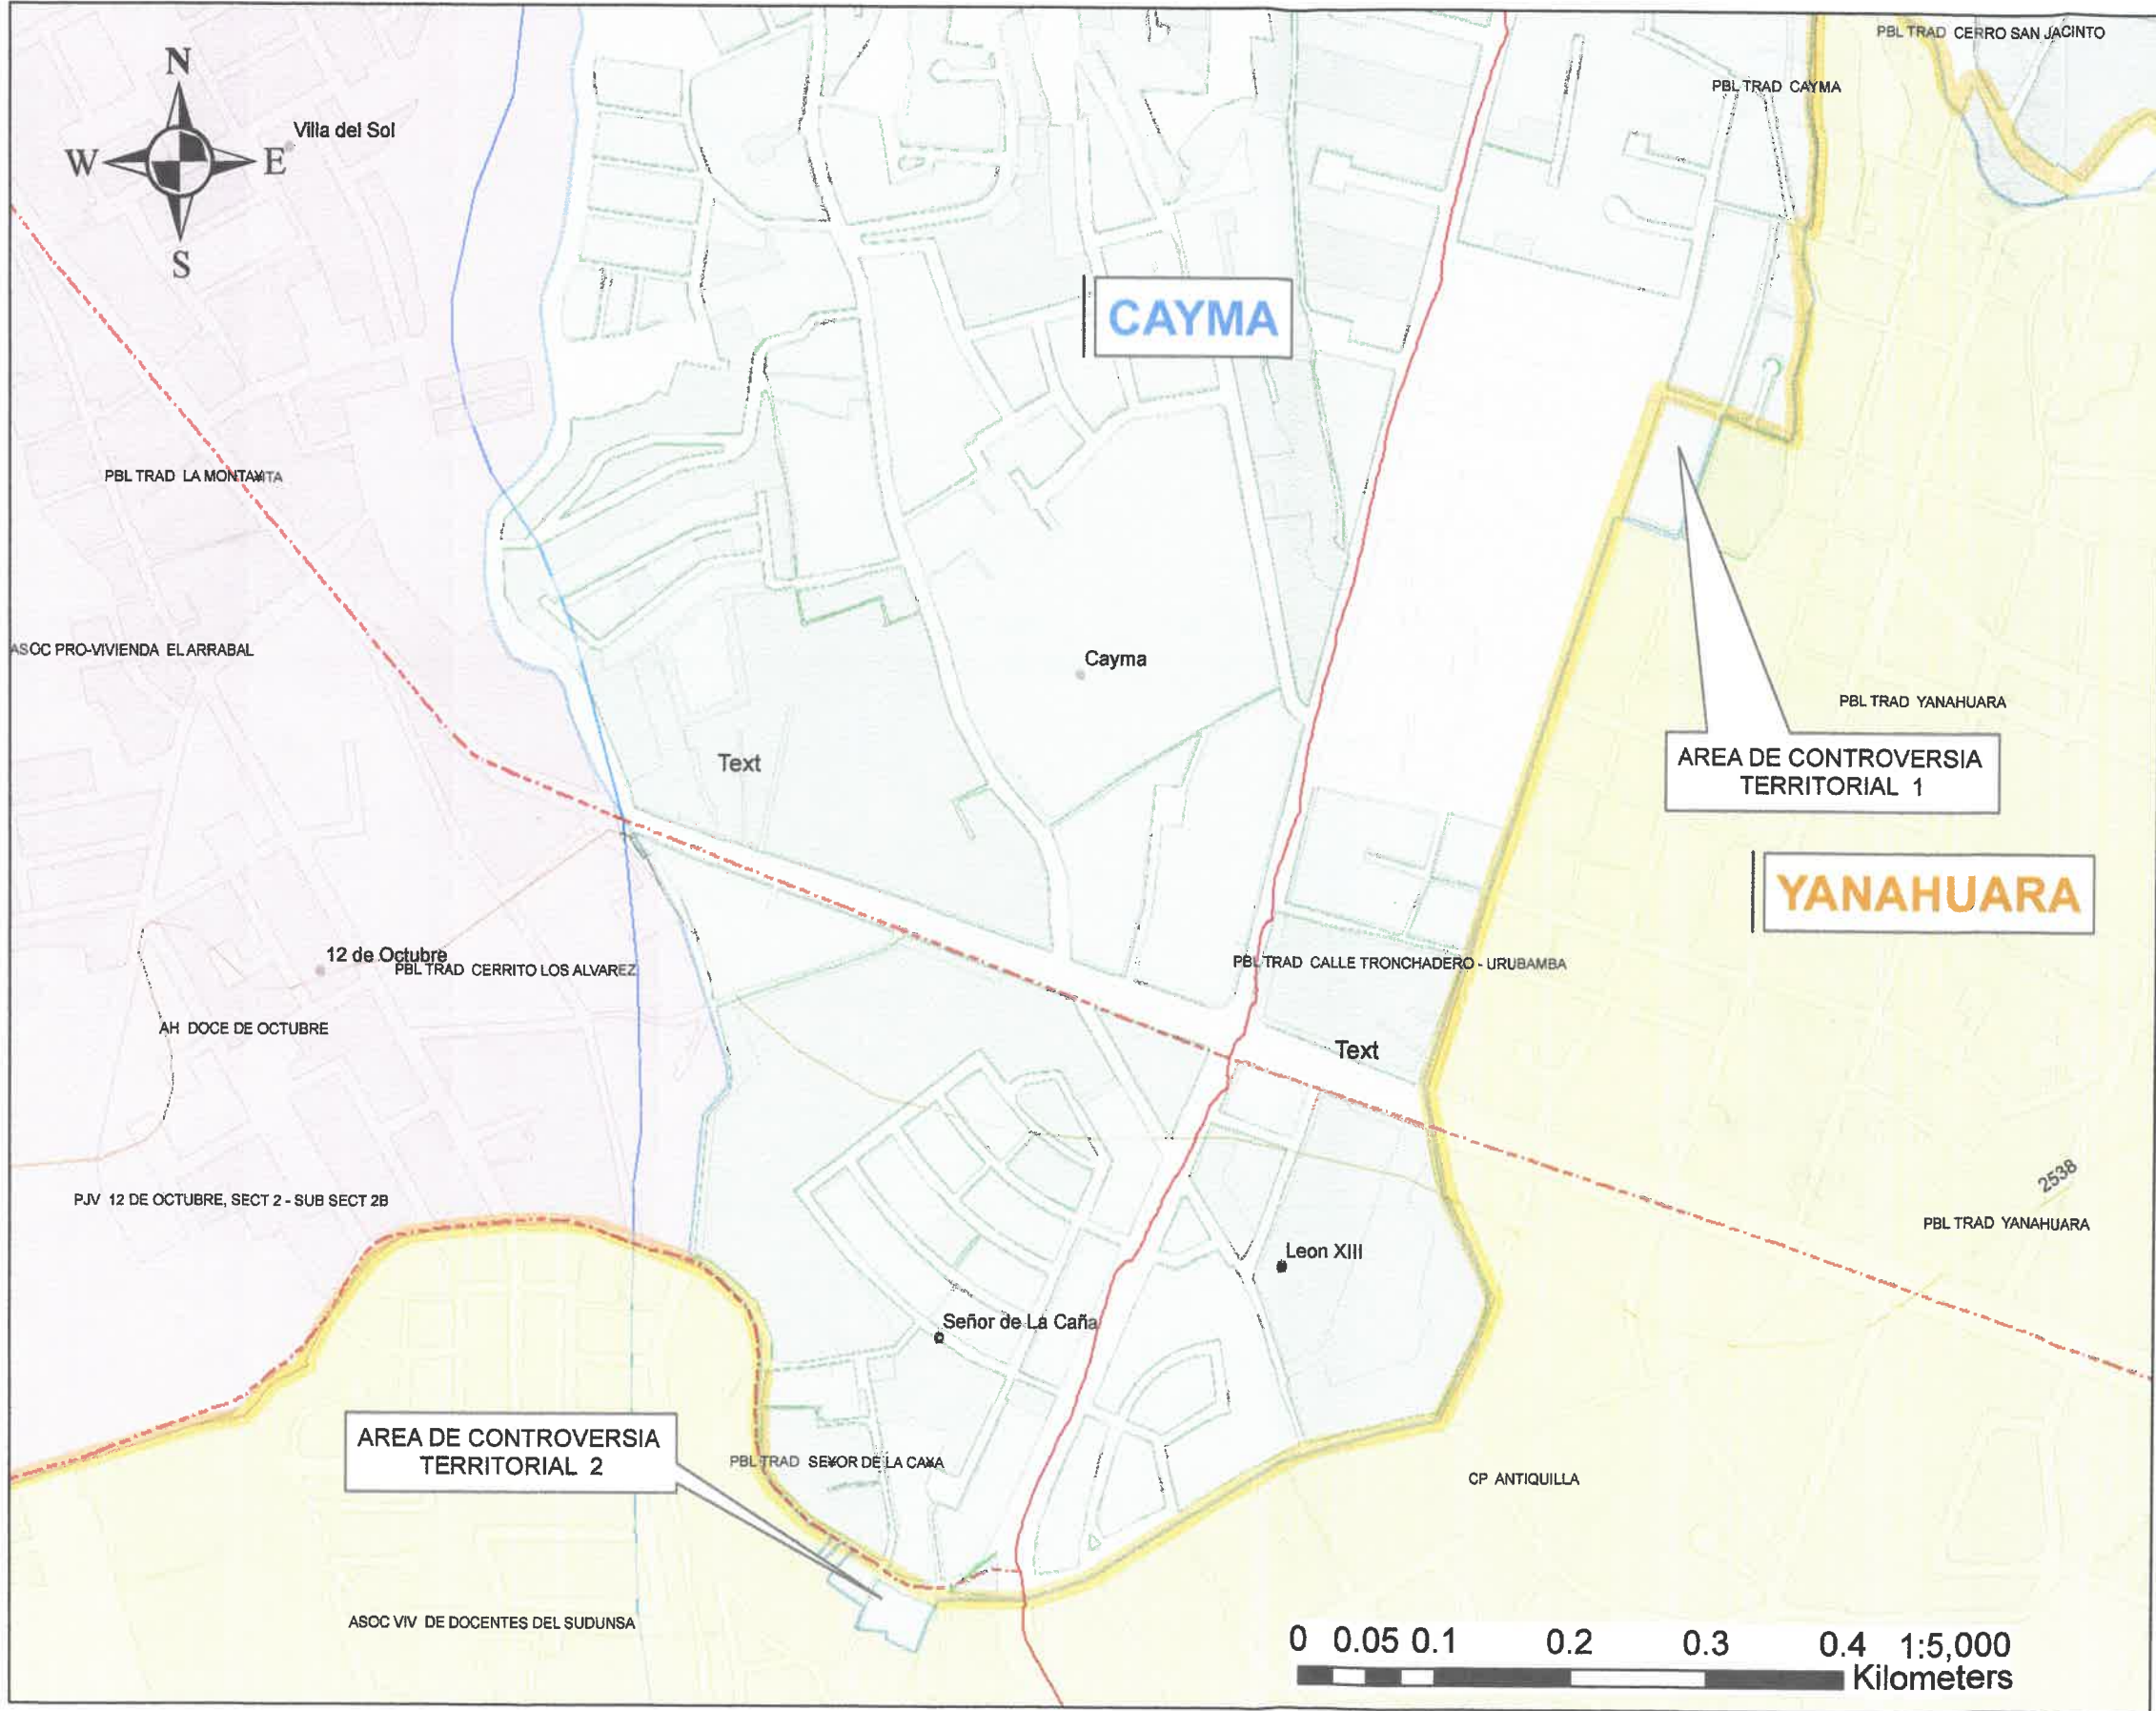 PBL TRAD CERRO SAN JACINTO
N
PBL TRAD CAYMA
Villa del Sol
W
E
S
CAYMA
PBL TRAD LA MONTA¥ITA
ASOC PRO-VIVIENDA EL ARRABAL
Cayma
PBL TRAD YANAHUARA
Text
AREA DE CONTROVERSIA
TERRITORIAL 1
YANAHUARA
12 de Octubre
PBL TRAD CERRITO LOS ALVAREZ
PBL TRAD CALLE TRONCHADERO - URUBAMBA
AH DOCE DE OCTUBRE
Text
2538
PJV 12 DE OCTUBRE, SECT 2 - SUB SECT 2B
PBL TRAD YANAHUARA
Leon XIII
Señor de La Caña
AREA DE CONTROVERSIA
TERRITORIAL 2
PBL TRAD SE¥OR DE LA CA¥A
CP ANTIQUILLA
ASOC VIV DE DOCENTES DEL SUDUNSA
0 0.05 0.1 0.2 0.3 0.4 1:5,000
Kilometers